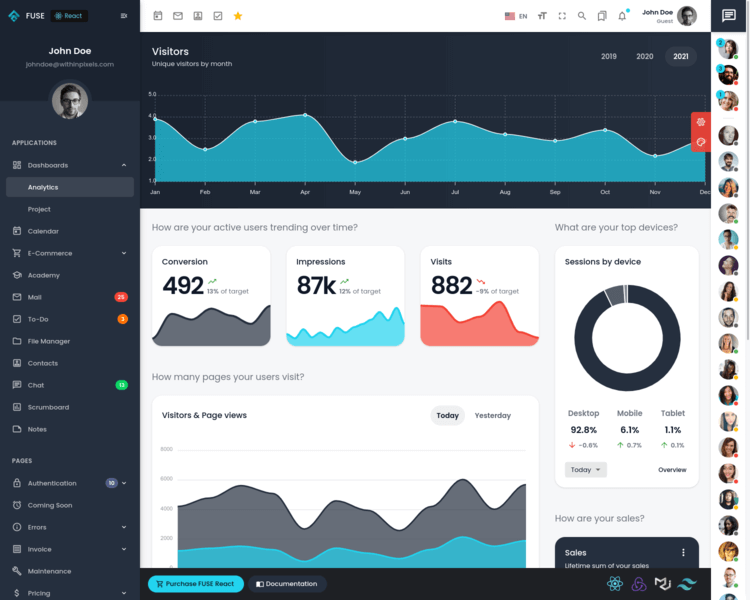 FUSE React
John Doe
johndoe@withinpixels.com
APPLICATIONS
Dashboards
Analytics
Project
Calendar
E-Commerce
Academy
Mail 25
To-Do
File Manager
Contacts
Chat 13
Scrumboard
Notes
PAGES
Authentication 10
Coming Soon
Errors
Invoice
Maintenance
Pricing
EN
John Doe
Guest
Visitors
Unique visitors by month
2019 2020 2021
5.0
4.0
3.0
2.0
1.0
Jan Feb Mar Apr May Jun Jul Aug Sep Oct Nov Dec
How are your active users trending over time?
Conversion
492 13% of target
Impressions
87k 12% of target
Visits
882 -9% of target
How many pages your users visit?
Visitors & Page views
Today Yesterday
8000
6000
4000
2000
What are your top devices?
Sessions by device
Desktop Mobile Tablet
92.8% 6.1% 1.1%
-0.6% 0.7% 0.1%
Today Overview
How are your sales?
Sales
Lifetime sum of your sales
Purchase FUSE React
Documentation